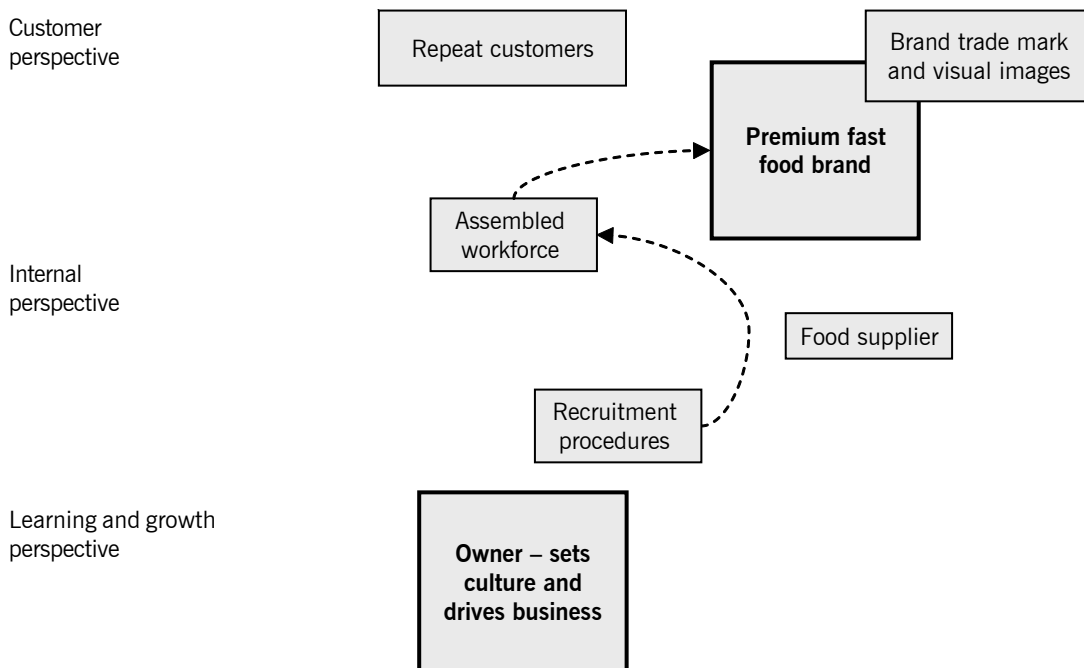 Customer
perspective
Repeat customers
Brand trade mark
and visual images
Premium fast
food brand
Assembled
workforce
Internal
perspective
Food supplier
Recruitment
procedures
Learning and growth
perspective
Owner – sets
culture and
drives business